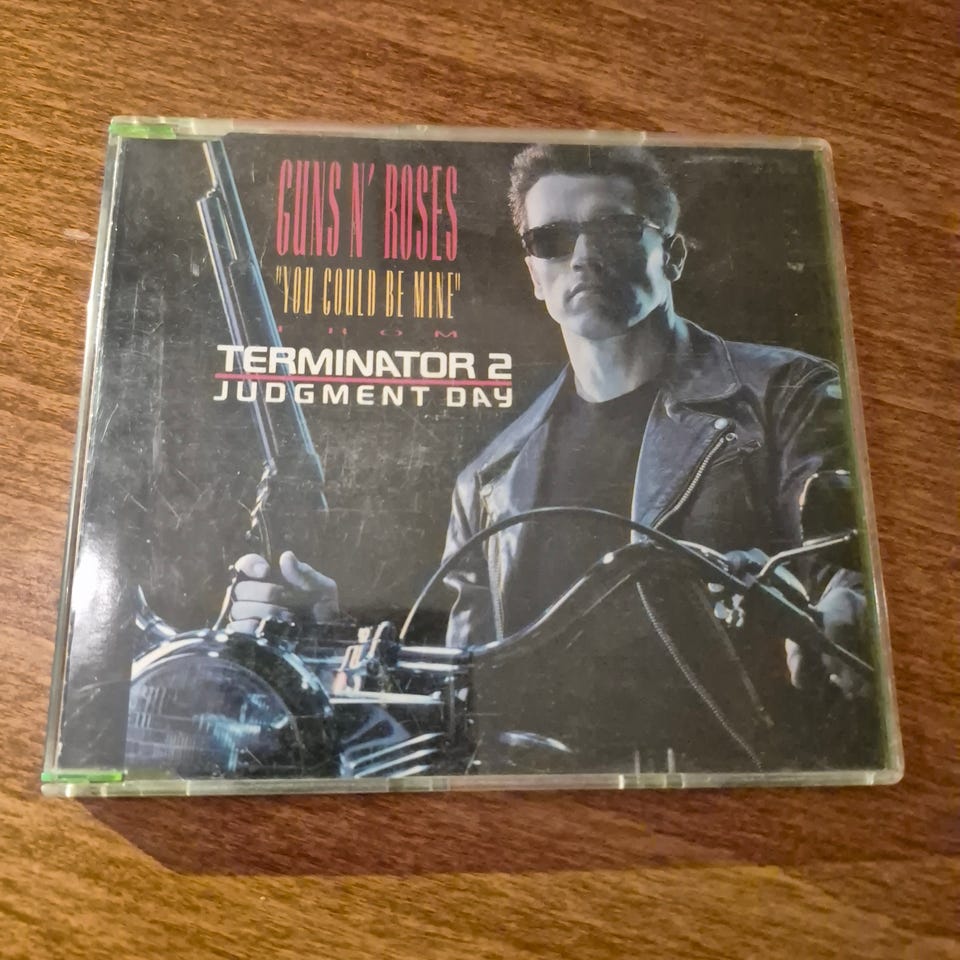 GUNS N' ROSES
"YOU COULD BE MINE"
FROM
TERMINATOR 2
JUDGMENT DAY